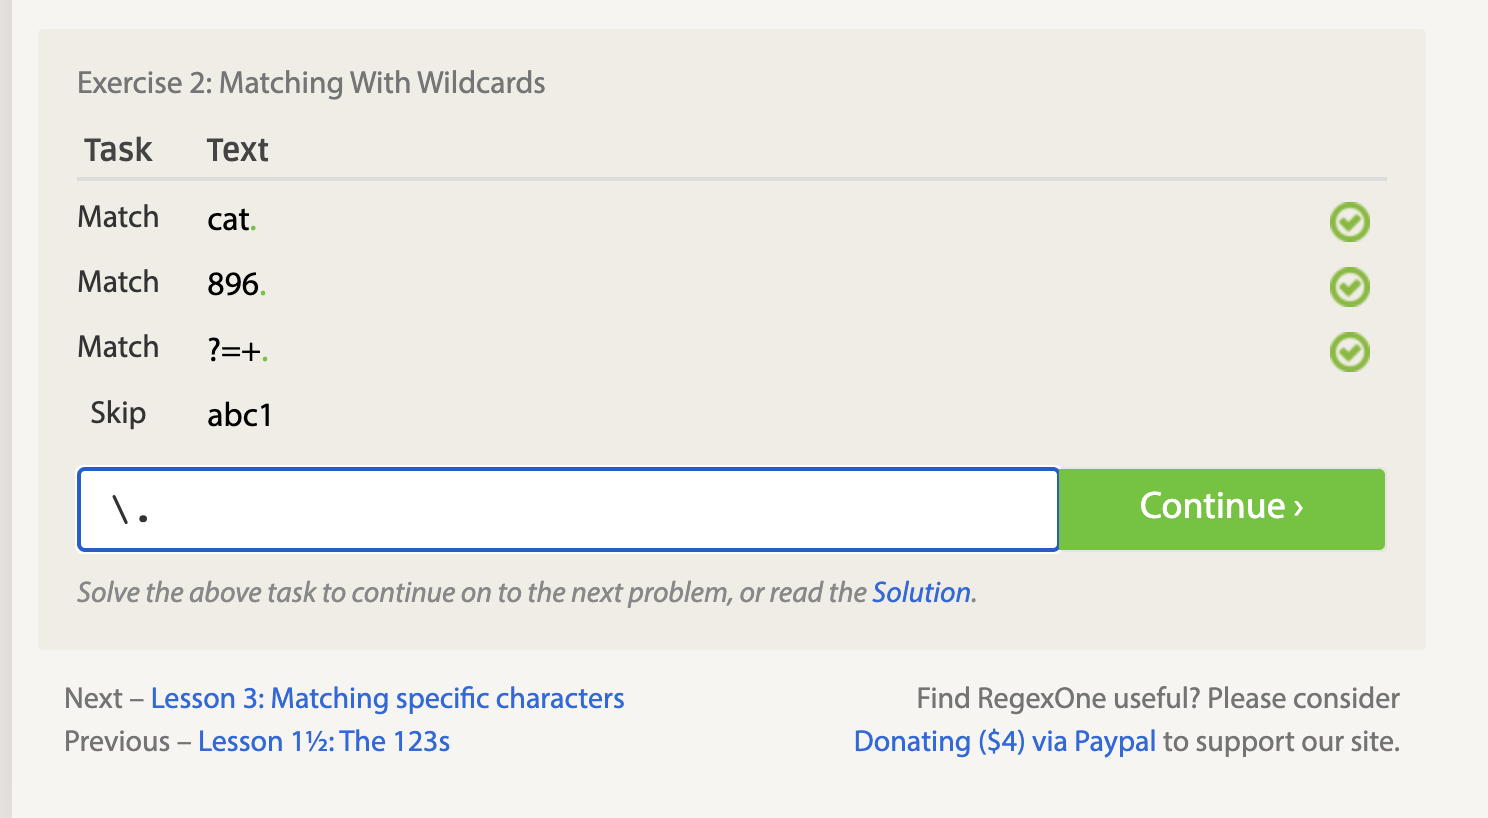 Exercise 2: Matching With Wildcards
Task Text
Match cat.
Match 896.
Match ?=+.
Skip abc1
\.
Continue ›
Solve the above task to continue on to the next problem, or read the Solution.
Next – Lesson 3: Matching specific characters
Previous – Lesson 1½: The 123s
Find RegexOne useful? Please consider
Donating ($4) via Paypal to support our site.